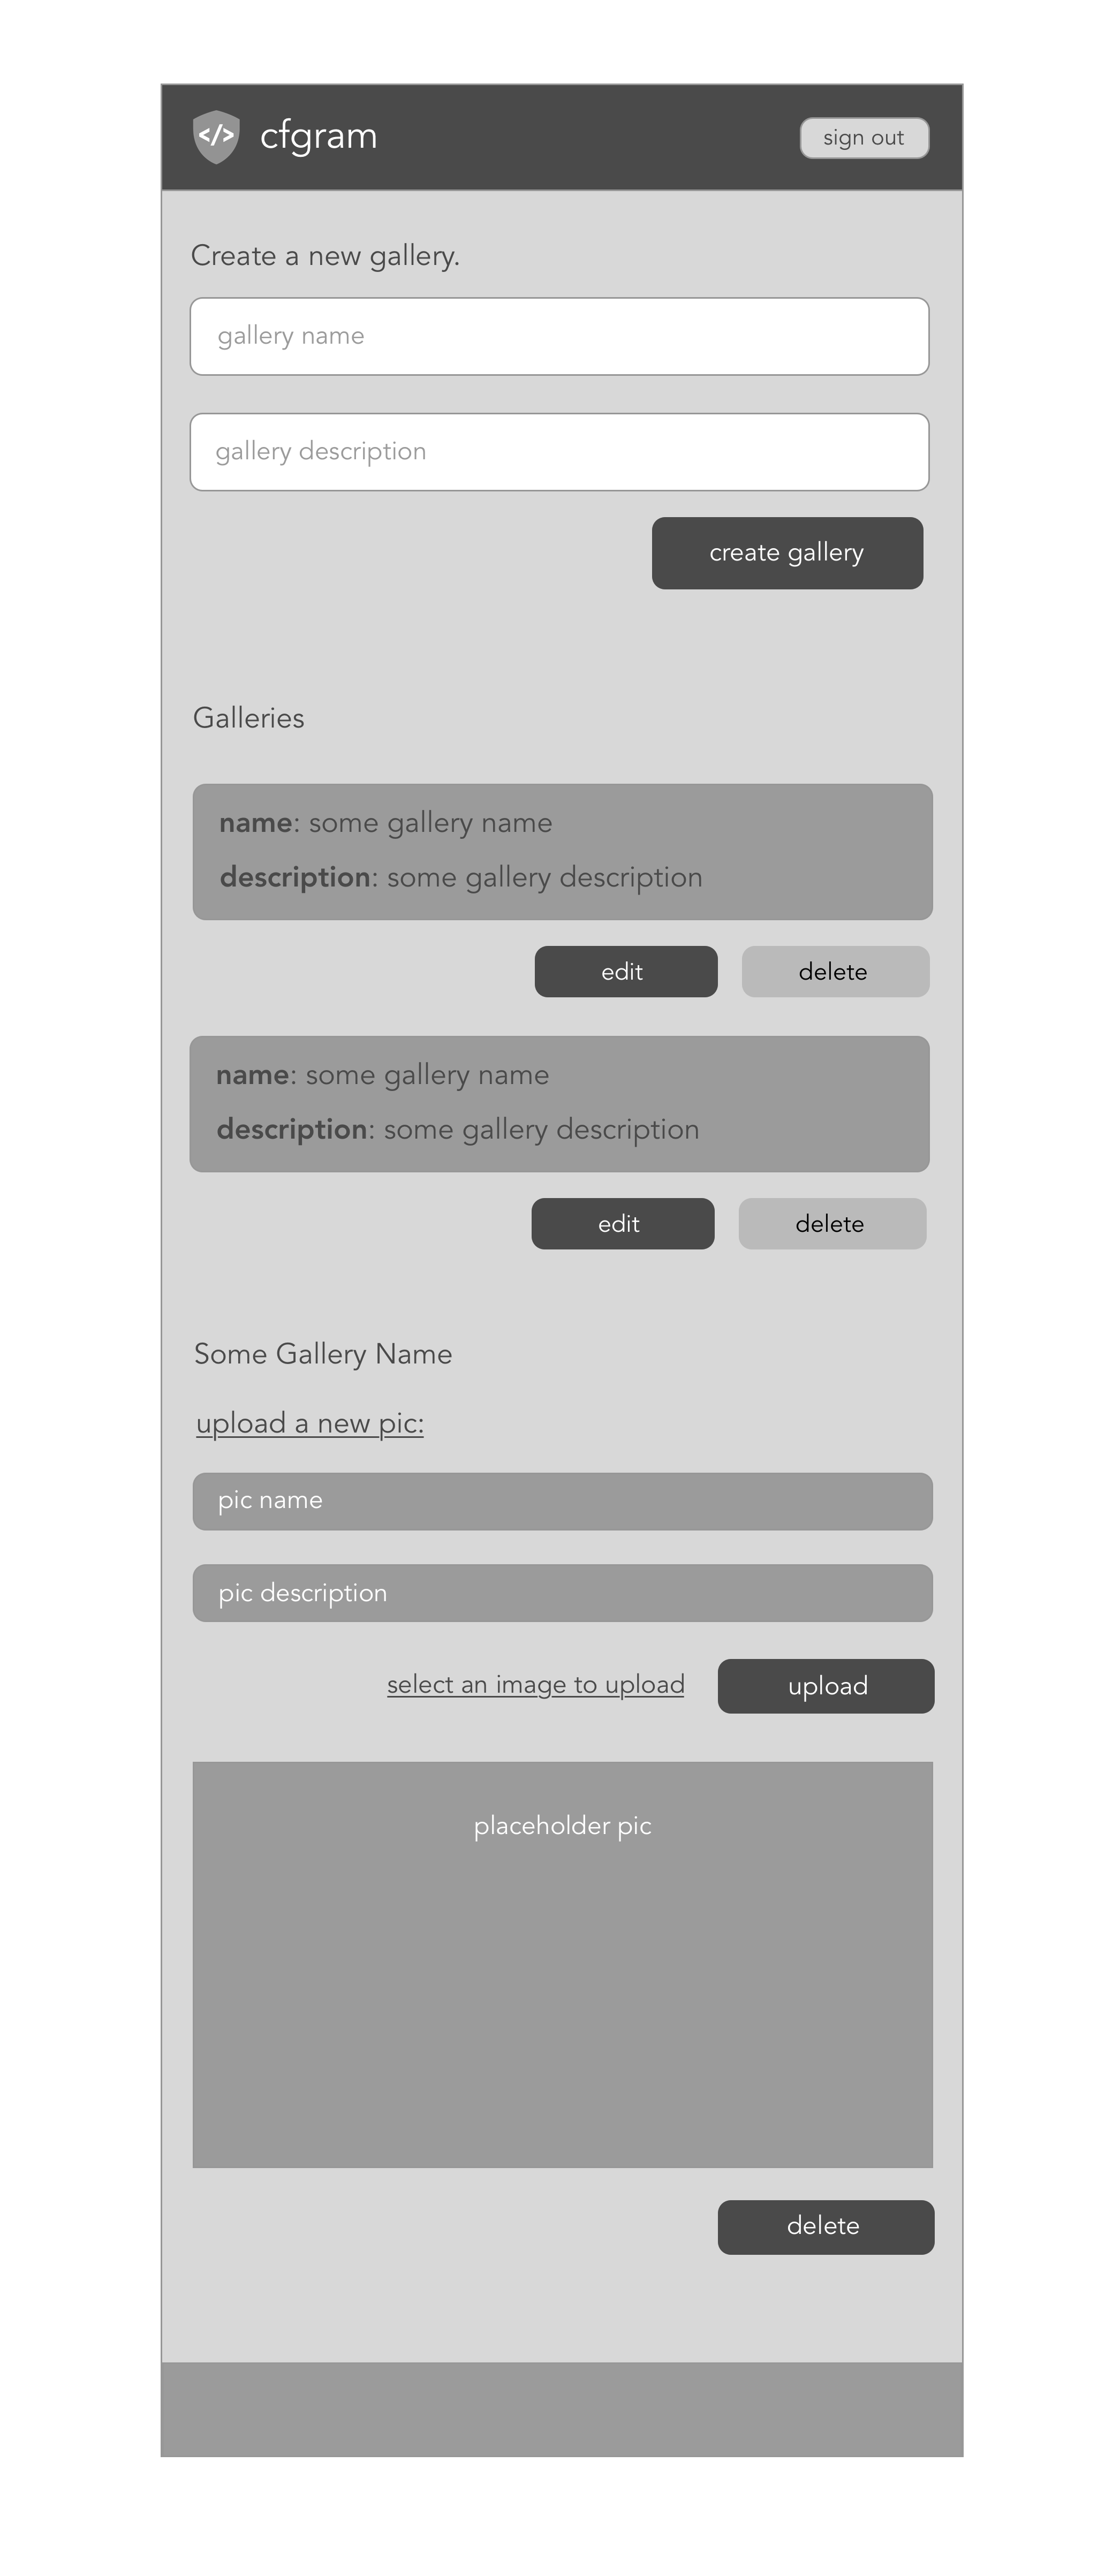 </> cfgram
sign out
Create a new gallery.
gallery name
gallery description
create gallery
Galleries
name: some gallery name
description: some gallery description
edit
delete
name: some gallery name
description: some gallery description
edit
delete
Some Gallery Name
upload a new pic:
pic name
pic description
select an image to upload
upload
placeholder pic
delete